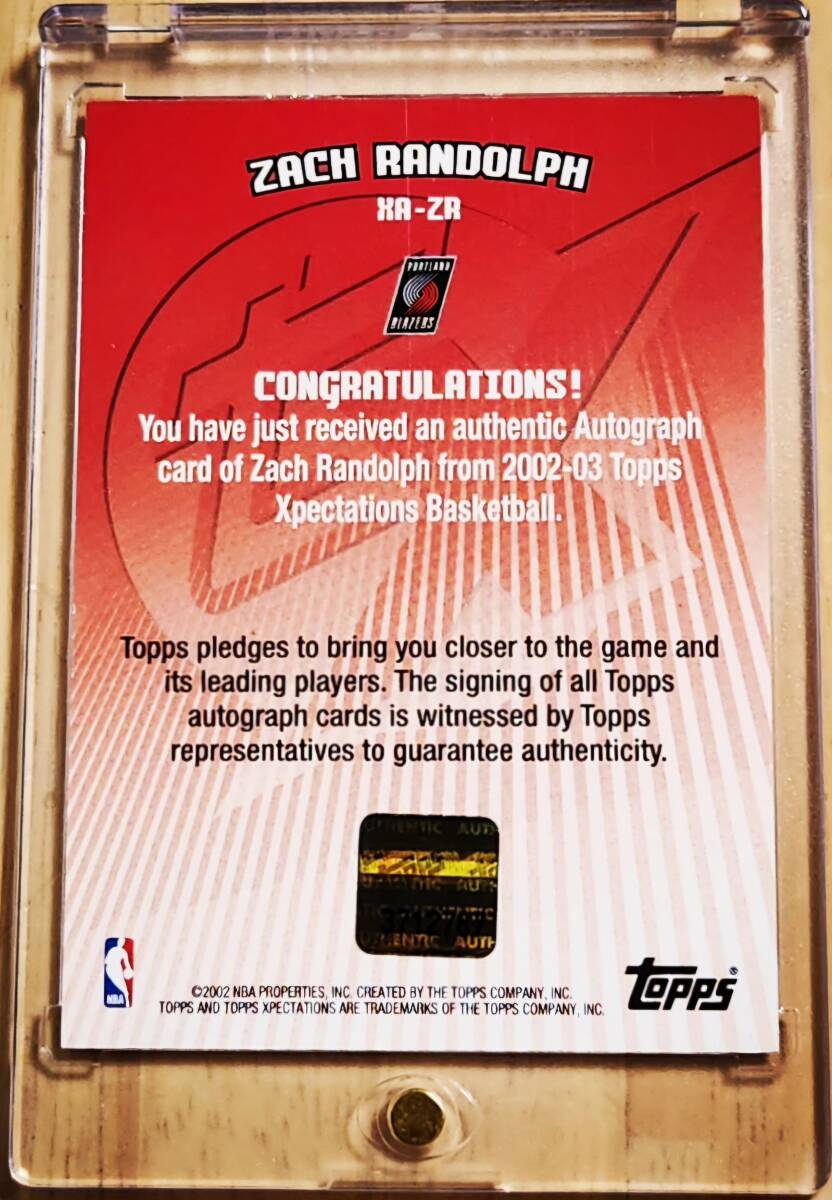 ZACH RANDOLPH
XA-ZR
PORTLAND
BLAZERS
CONGRATULATIONS!
You have just received an authentic Autograph
card of Zach Randolph from 2002-03 Topps
Xpectations Basketball.
Topps pledges to bring you closer to the game and
its leading players. The signing of all Topps
autograph cards is witnessed by Topps
representatives to guarantee authenticity.
NBA
©2002 NBA PROPERTIES, INC. CREATED BY THE TOPPS COMPANY, INC.
TOPPS AND TOPPS XPECTATIONS ARE TRADEMARKS OF THE TOPPS COMPANY, INC.
topps®